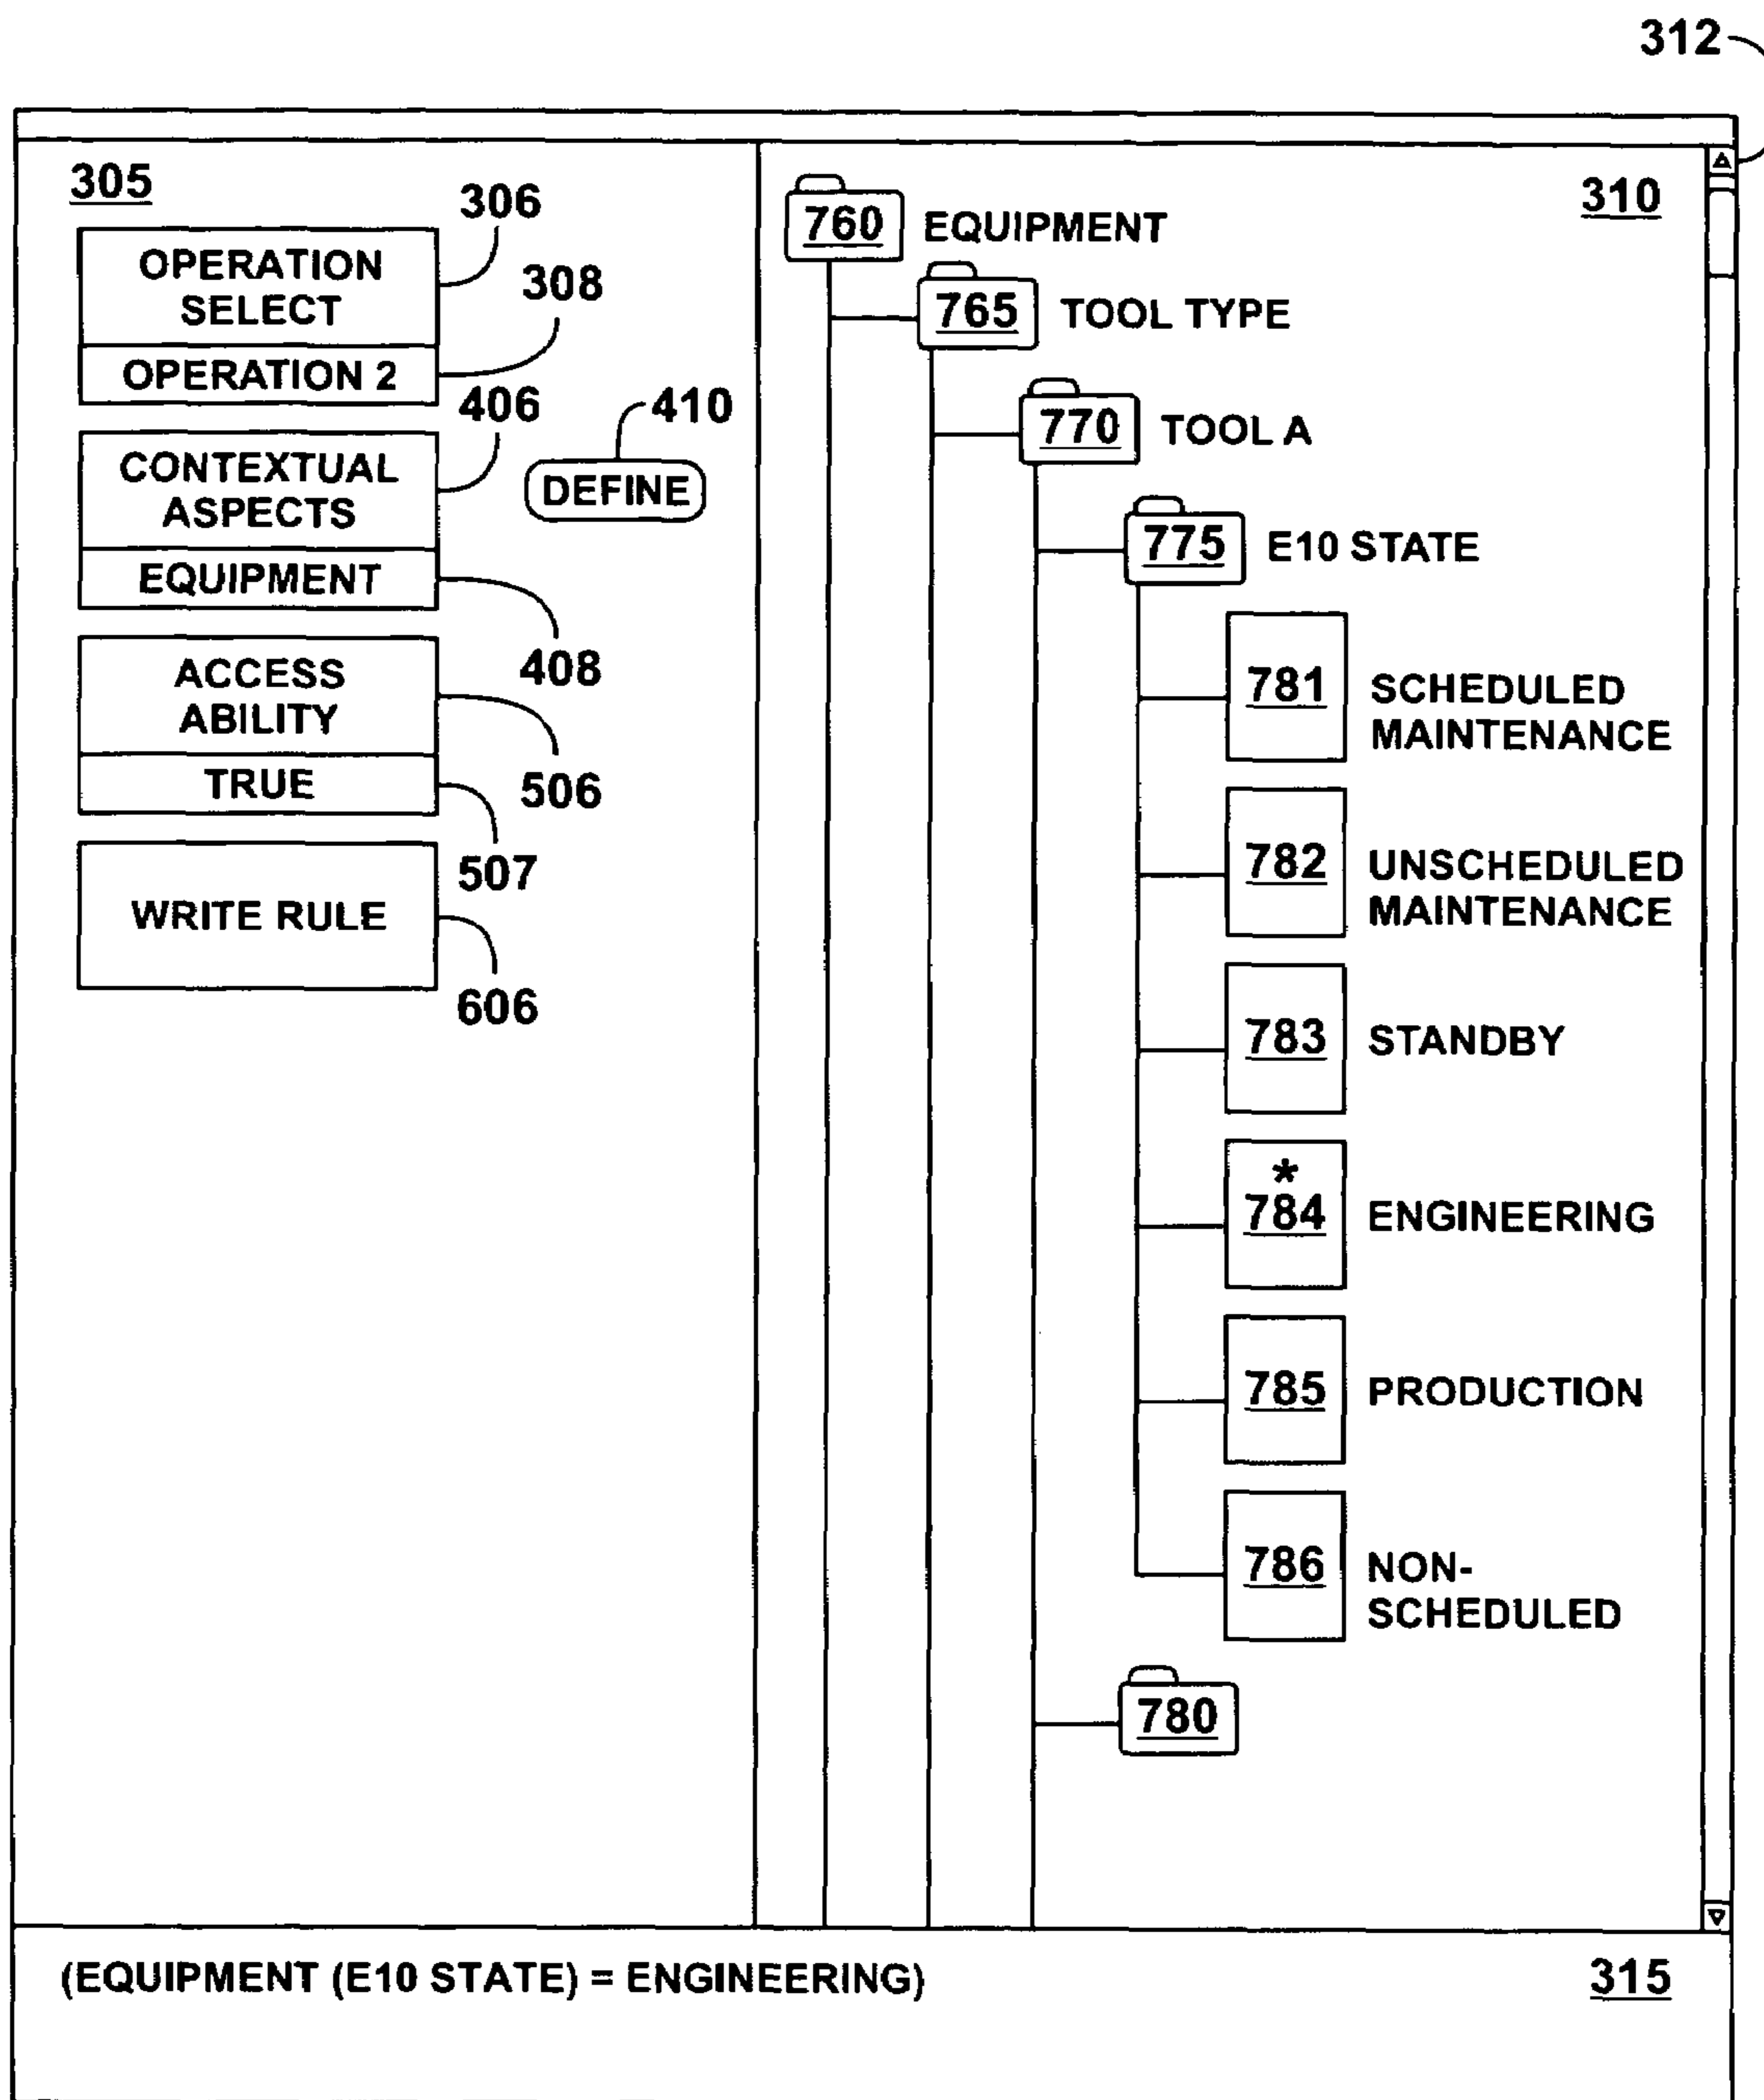 312
305
306
OPERATION
SELECT
308
OPERATION 2
406
410
CONTEXTUAL
ASPECTS
DEFINE
EQUIPMENT
408
ACCESS
ABILITY
506
TRUE
507
WRITE RULE
606
310
760 EQUIPMENT
765 TOOL TYPE
770 TOOL A
775 E10 STATE
781 SCHEDULED
MAINTENANCE
782 UNSCHEDULED
MAINTENANCE
783 STANDBY
*
784 ENGINEERING
785 PRODUCTION
786 NON-
SCHEDULED
780
(EQUIPMENT (E10 STATE) = ENGINEERING)
315